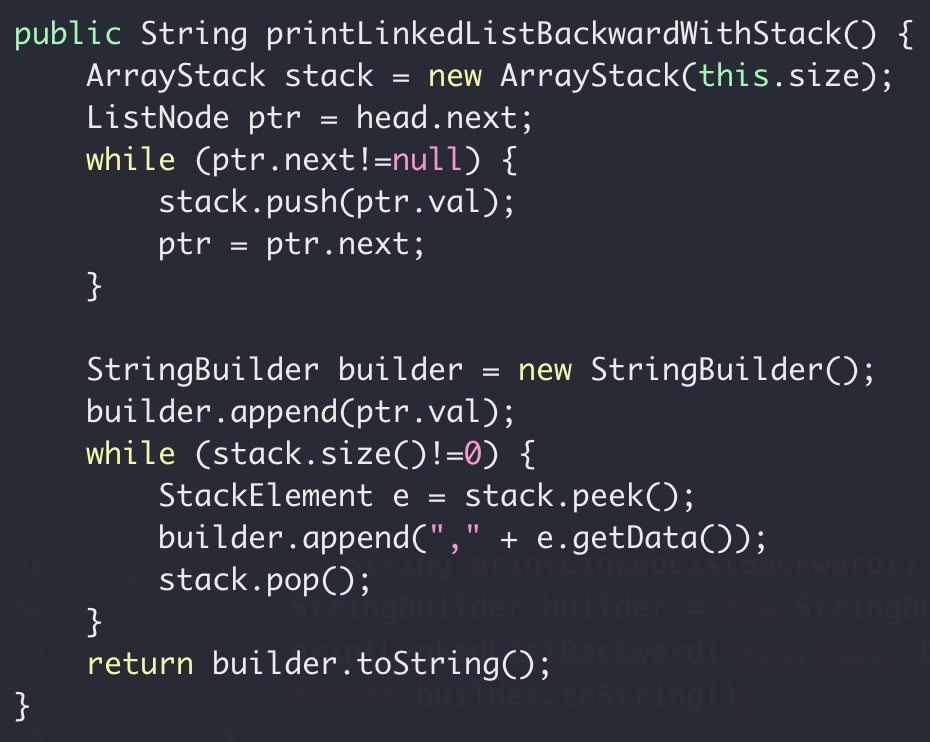 public String printLinkedListBackwardWithStack() {
    ArrayStack stack = new ArrayStack(this.size);
    ListNode ptr = head.next;
    while (ptr.next!=null) {
        stack.push(ptr.val);
        ptr = ptr.next;
    }

    StringBuilder builder = new StringBuilder();
    builder.append(ptr.val);
    while (stack.size()!=0) {
        StackElement e = stack.peek();
        builder.append("," + e.getData());
        stack.pop();
    }
    return builder.toString();
}